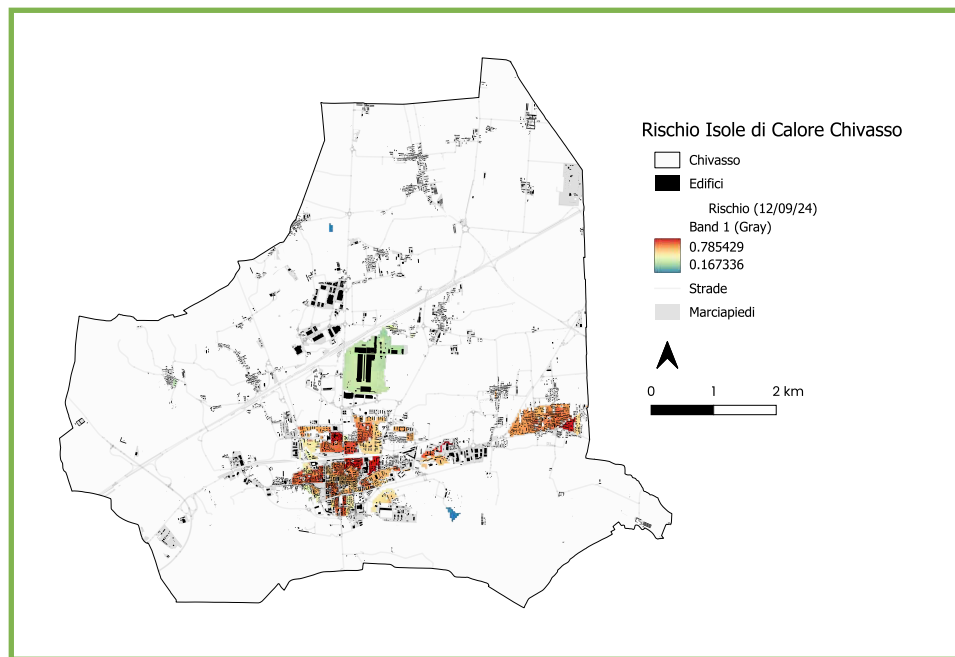 Rischio Isole di Calore Chivasso
Chivasso
Edifici
Rischio (12/09/24)
Band 1 (Gray)
0.785429
0.167336
Strade
Marciapiedi
0 1 2 km